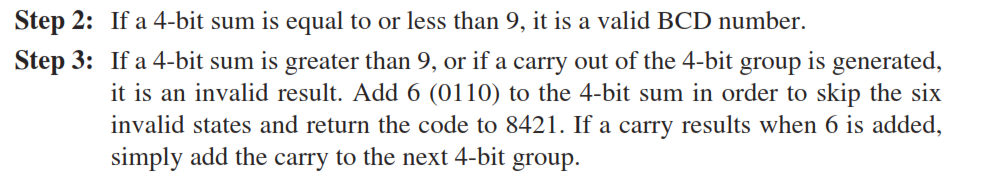 Step 2: If a 4-bit sum is equal to or less than 9, it is a valid BCD number.
Step 3: If a 4-bit sum is greater than 9, or if a carry out of the 4-bit group is generated,
it is an invalid result. Add 6 (0110) to the 4-bit sum in order to skip the six
invalid states and return the code to 8421. If a carry results when 6 is added,
simply add the carry to the next 4-bit group.